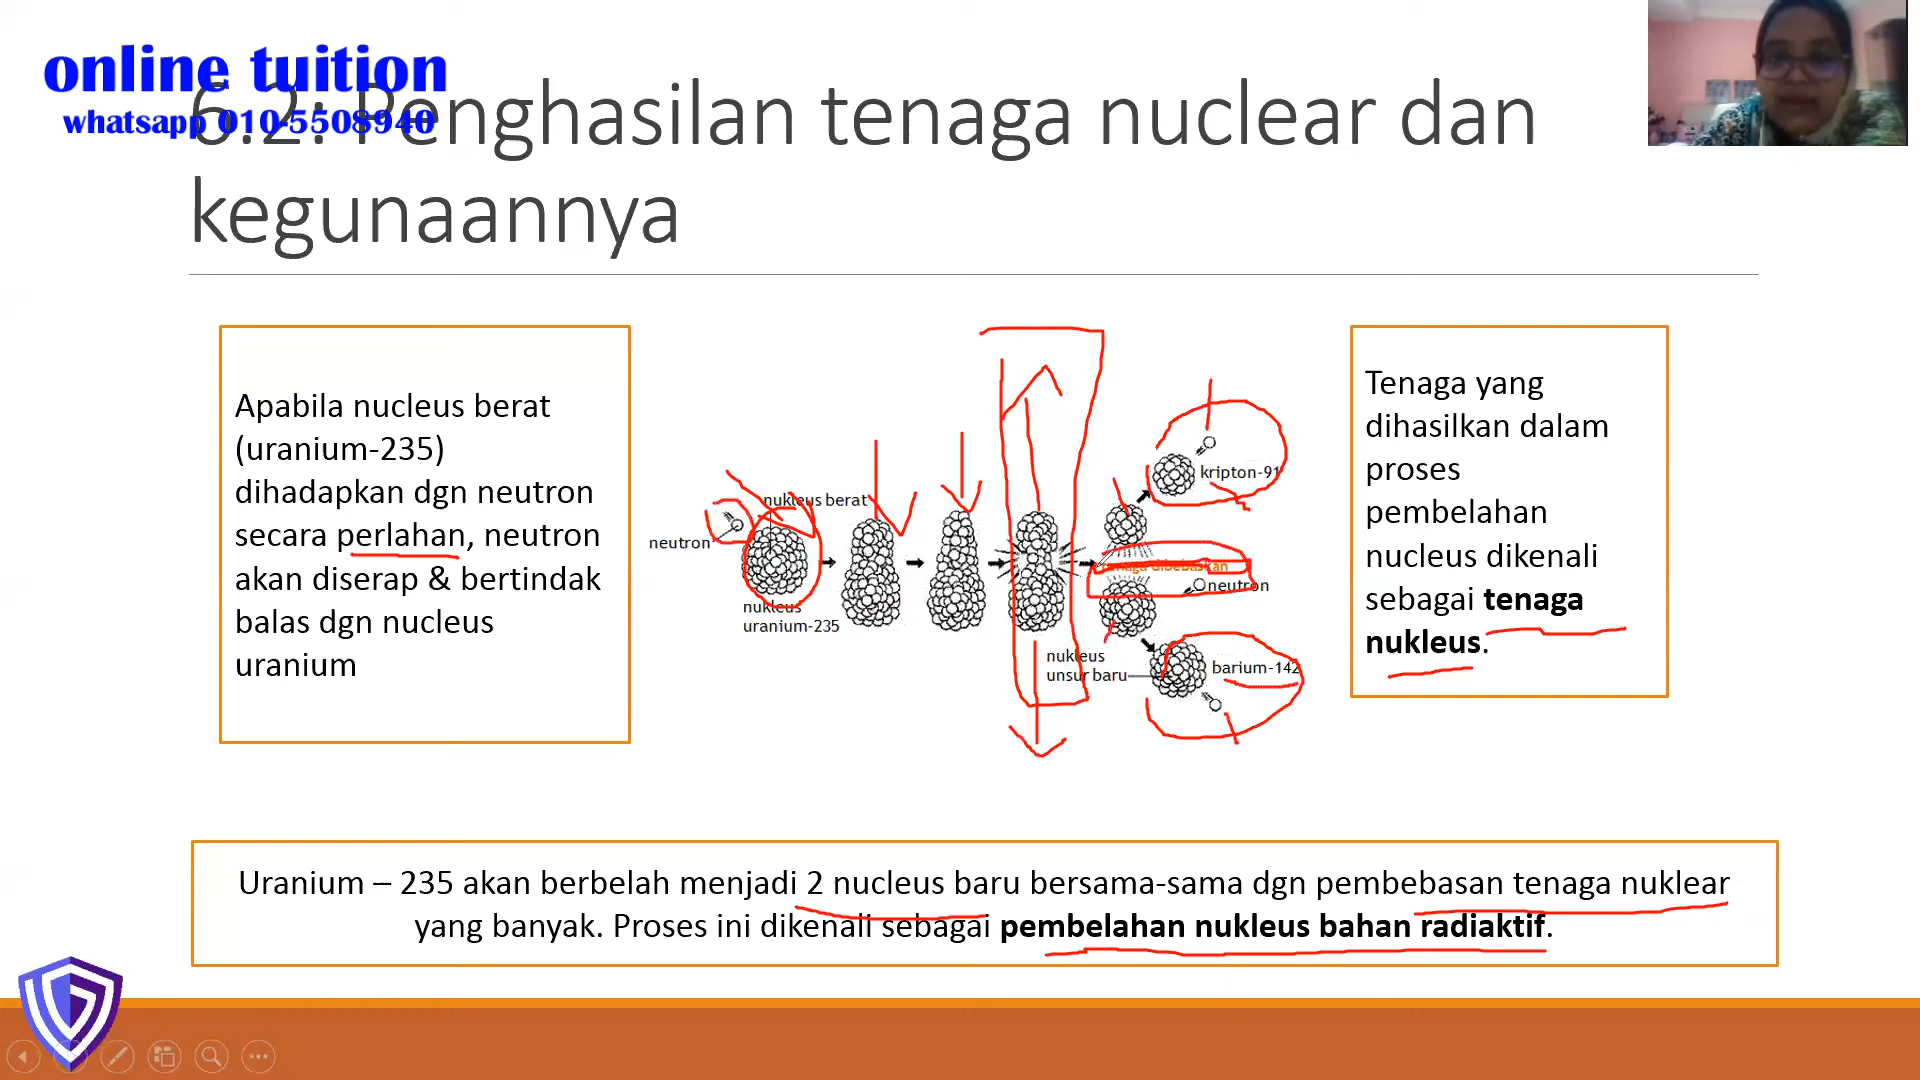 online tuition
whatsapp 010-5508940
6.2: Penghasilan tenaga nuclear dan
kegunaannya
Apabila nucleus berat
(uranium-235)
dihadapkan dgn neutron
secara perlahan, neutron
akan diserap & bertindak
balas dgn nucleus
uranium
nukleus berat
neutron
nukleus
uranium-235
kripton-91
tenaga dibebaskan
neutron
nukleus
unsur baru
barium-142
Tenaga yang
dihasilkan dalam
proses
pembelahan
nucleus dikenali
sebagai tenaga
nukleus.
Uranium – 235 akan berbelah menjadi 2 nucleus baru bersama-sama dgn pembebasan tenaga nuklear
yang banyak. Proses ini dikenali sebagai pembelahan nukleus bahan radiaktif.